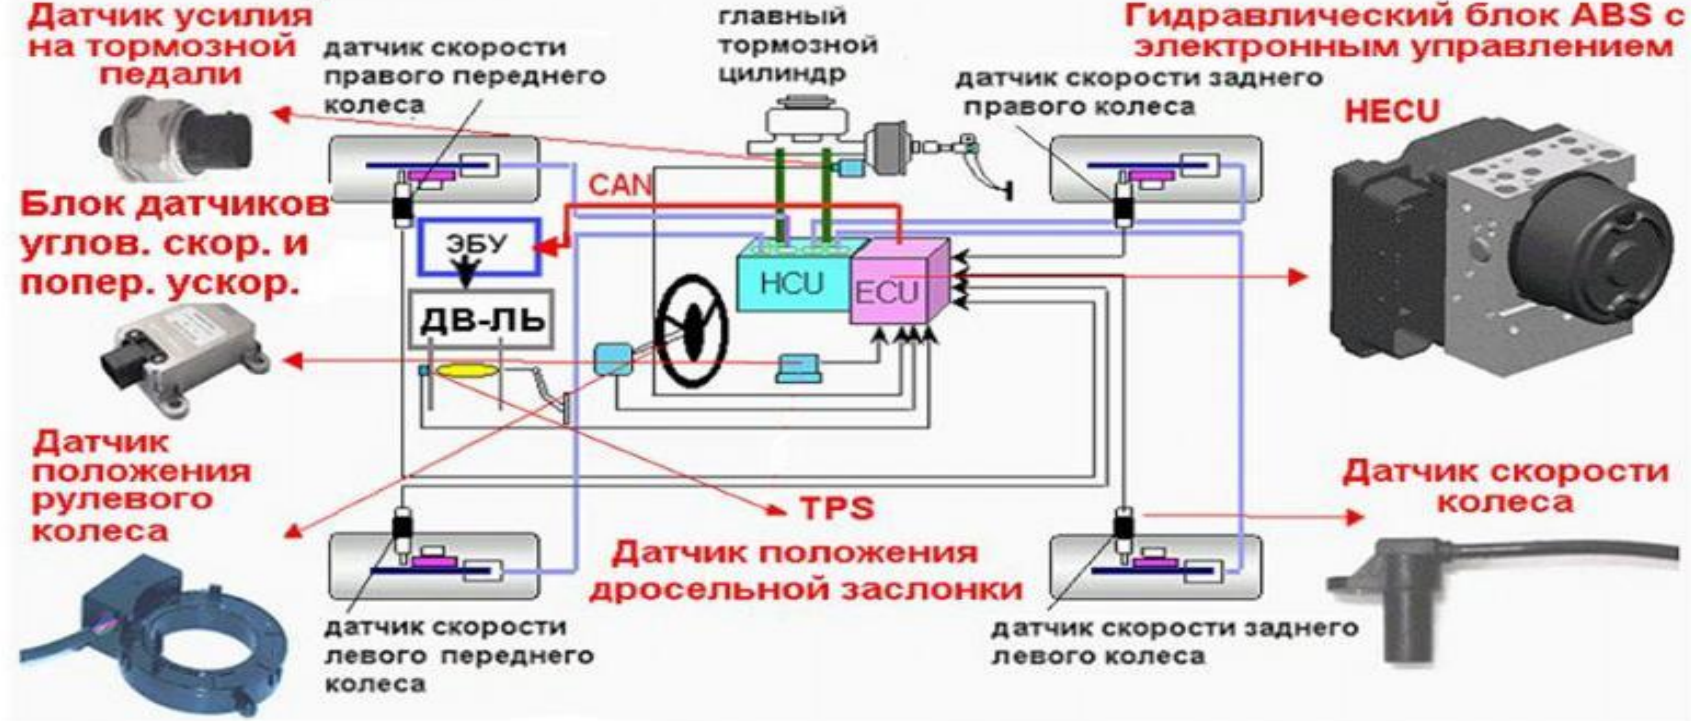 Датчик усилия
на тормозной
педали
датчик скорости
правого переднего
колеса
главный
тормозной
цилиндр
Гидравлический блок ABS с
электронным управлением
датчик скорости заднего
правого колеса
HECU
CAN
Блок датчиков
углов. скор. и
попер. ускор.
ЭБУ
HCU
ECU
ДВ-ЛЬ
Датчик
положения
рулевого
колеса
TPS
Датчик положения
дросельной заслонки
Датчик скорости
колеса
датчик скорости
левого переднего
колеса
датчик скорости заднего
левого колеса